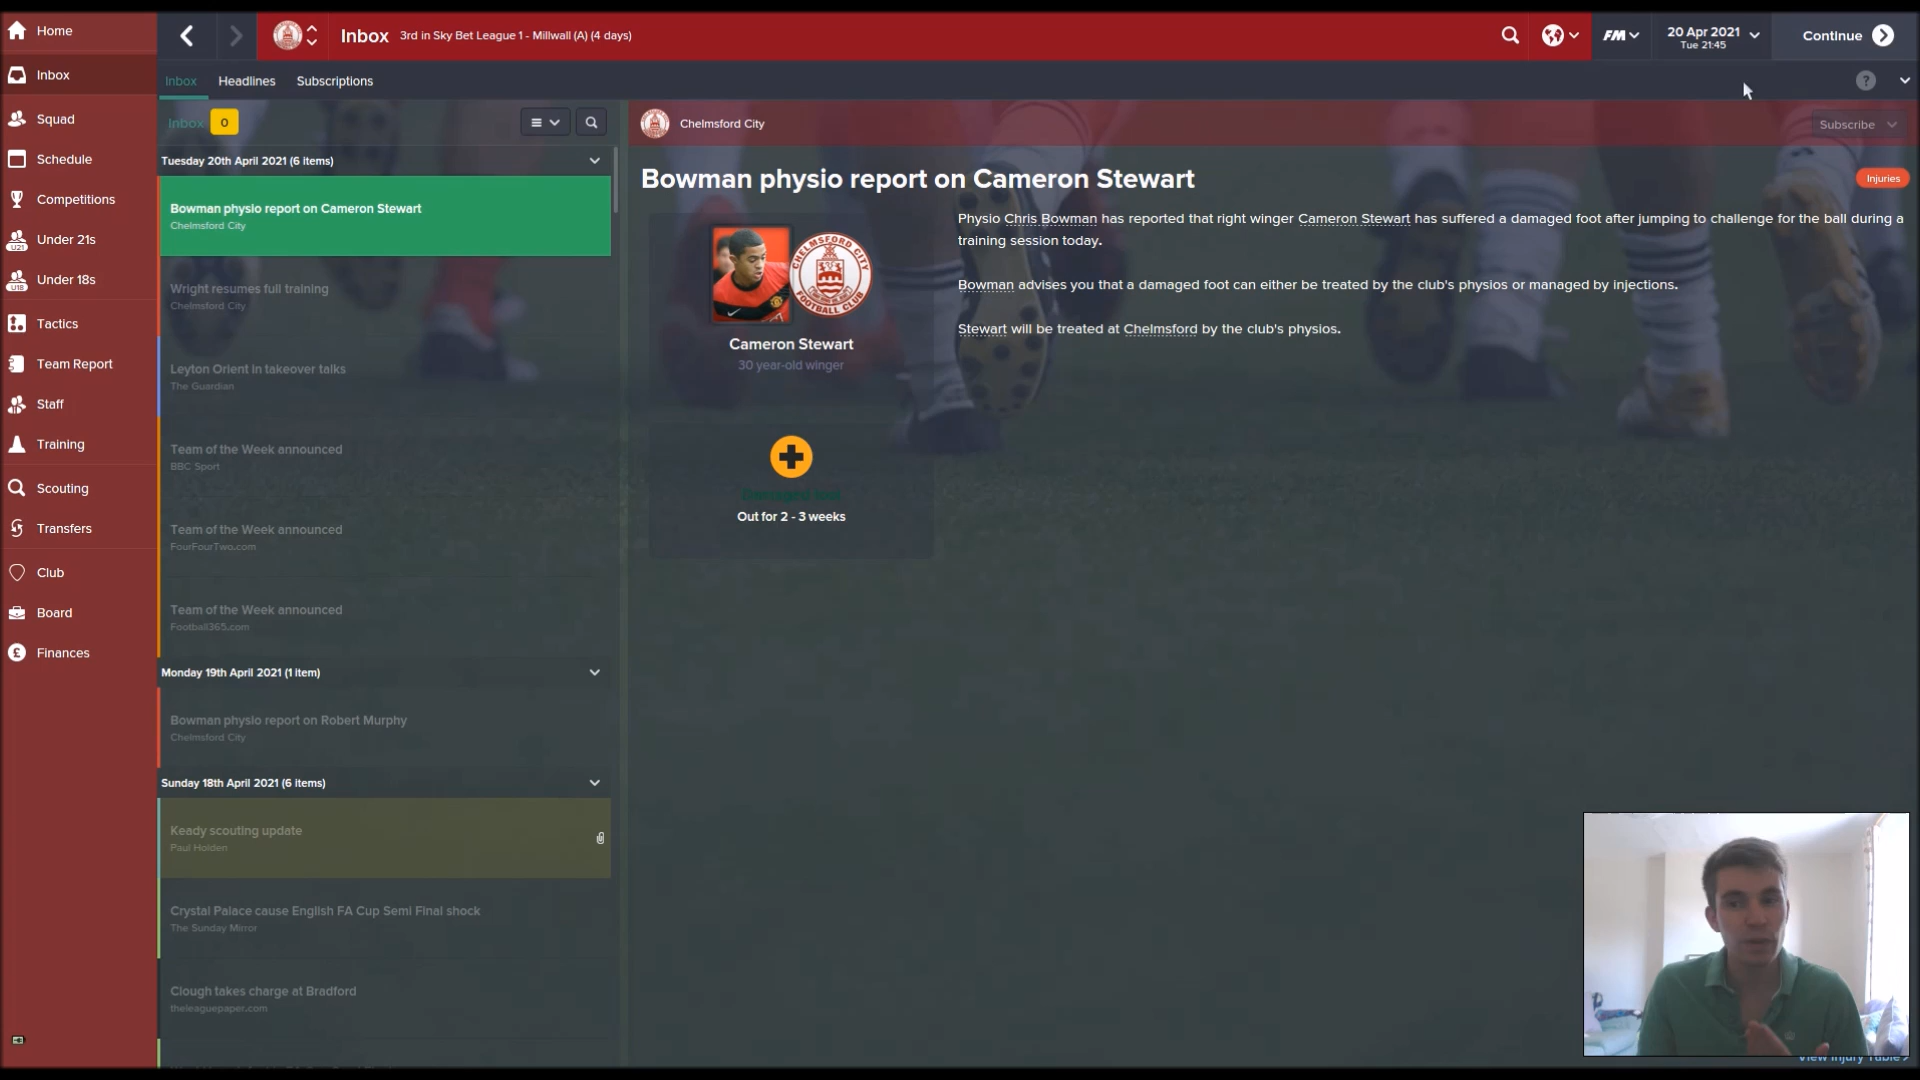 Home
Inbox
Squad
Schedule
Competitions
Under 21s
Under 18s
Tactics
Team Report
Staff
Training
Scouting
Transfers
Club
Board
Finances
Inbox 3rd in Sky Bet League 1 - Millwall (A) (4 days)
FM
20 Apr 2021
Tue 21:45
Continue
Inbox Headlines Subscriptions
Inbox 0
Tuesday 20th April 2021 (6 items)
Bowman physio report on Cameron Stewart
Chelmsford City
Wright resumes full training
Chelmsford City
Leyton Orient in takeover talks
The Guardian
Team of the Week announced
BBC Sport
Team of the Week announced
FourFourTwo.com
Team of the Week announced
Football365.com
Monday 19th April 2021 (1 item)
Bowman physio report on Robert Murphy
Chelmsford City
Sunday 18th April 2021 (6 items)
Keady scouting update
Paul Holden
Crystal Palace cause English FA Cup Semi Final shock
The Sunday Mirror
Clough takes charge at Bradford
theleaguepaper.com
Chelmsford City
Subscribe
Bowman physio report on Cameron Stewart
Injuries
CHELMSFORD CITY
FOOTBALL CLUB
Cameron Stewart
30 year-old winger
Damaged foot
Out for 2 - 3 weeks
Physio Chris Bowman has reported that right winger Cameron Stewart has suffered a damaged foot after jumping to challenge for the ball during a
training session today.
Bowman advises you that a damaged foot can either be treated by the club's physios or managed by injections.
Stewart will be treated at Chelmsford by the club's physios.
View Injury Table >